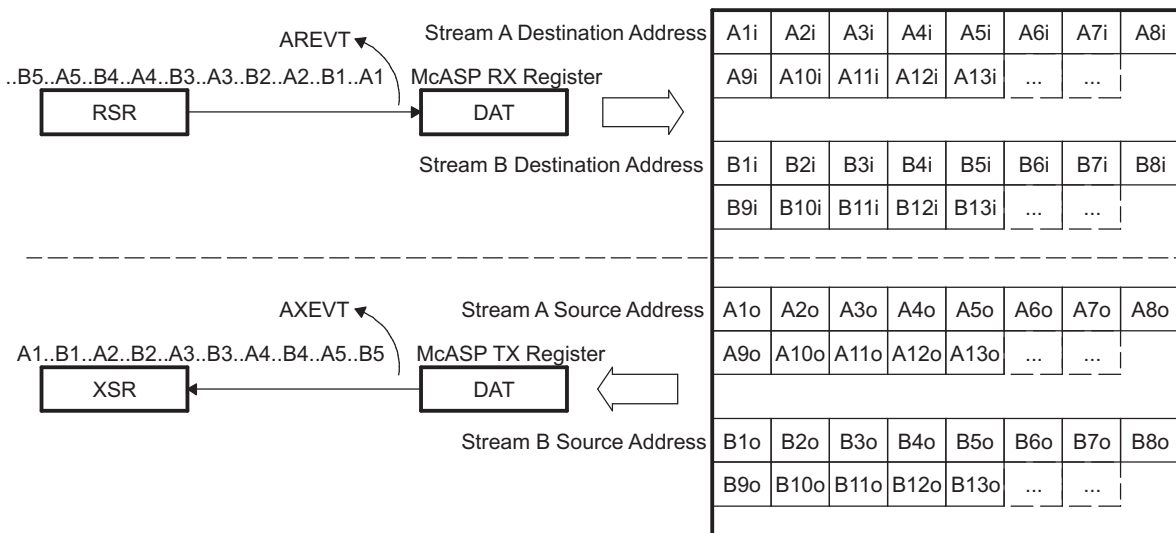 Stream A Destination Address A1i A2i A3i A4i A5i A6i A7i A8i
AREVT
..B5..A5..B4..A4..B3..A3..B2..A2..B1..A1 McASP RX Register A9i A10i A11i A12i A13i ... ...
RSR DAT
Stream B Destination Address B1i B2i B3i B4i B5i B6i B7i B8i
B9i B10i B11i B12i B13i ... ...
AXEVT Stream A Source Address A1o A2o A3o A4o A5o A6o A7o A8o
A1..B1..A2..B2..A3..B3..A4..B4..A5..B5 McASP TX Register A9o A10o A11o A12o A13o ... ...
XSR DAT
Stream B Source Address B1o B2o B3o B4o B5o B6o B7o B8o
B9o B10o B11o B12o B13o ... ...